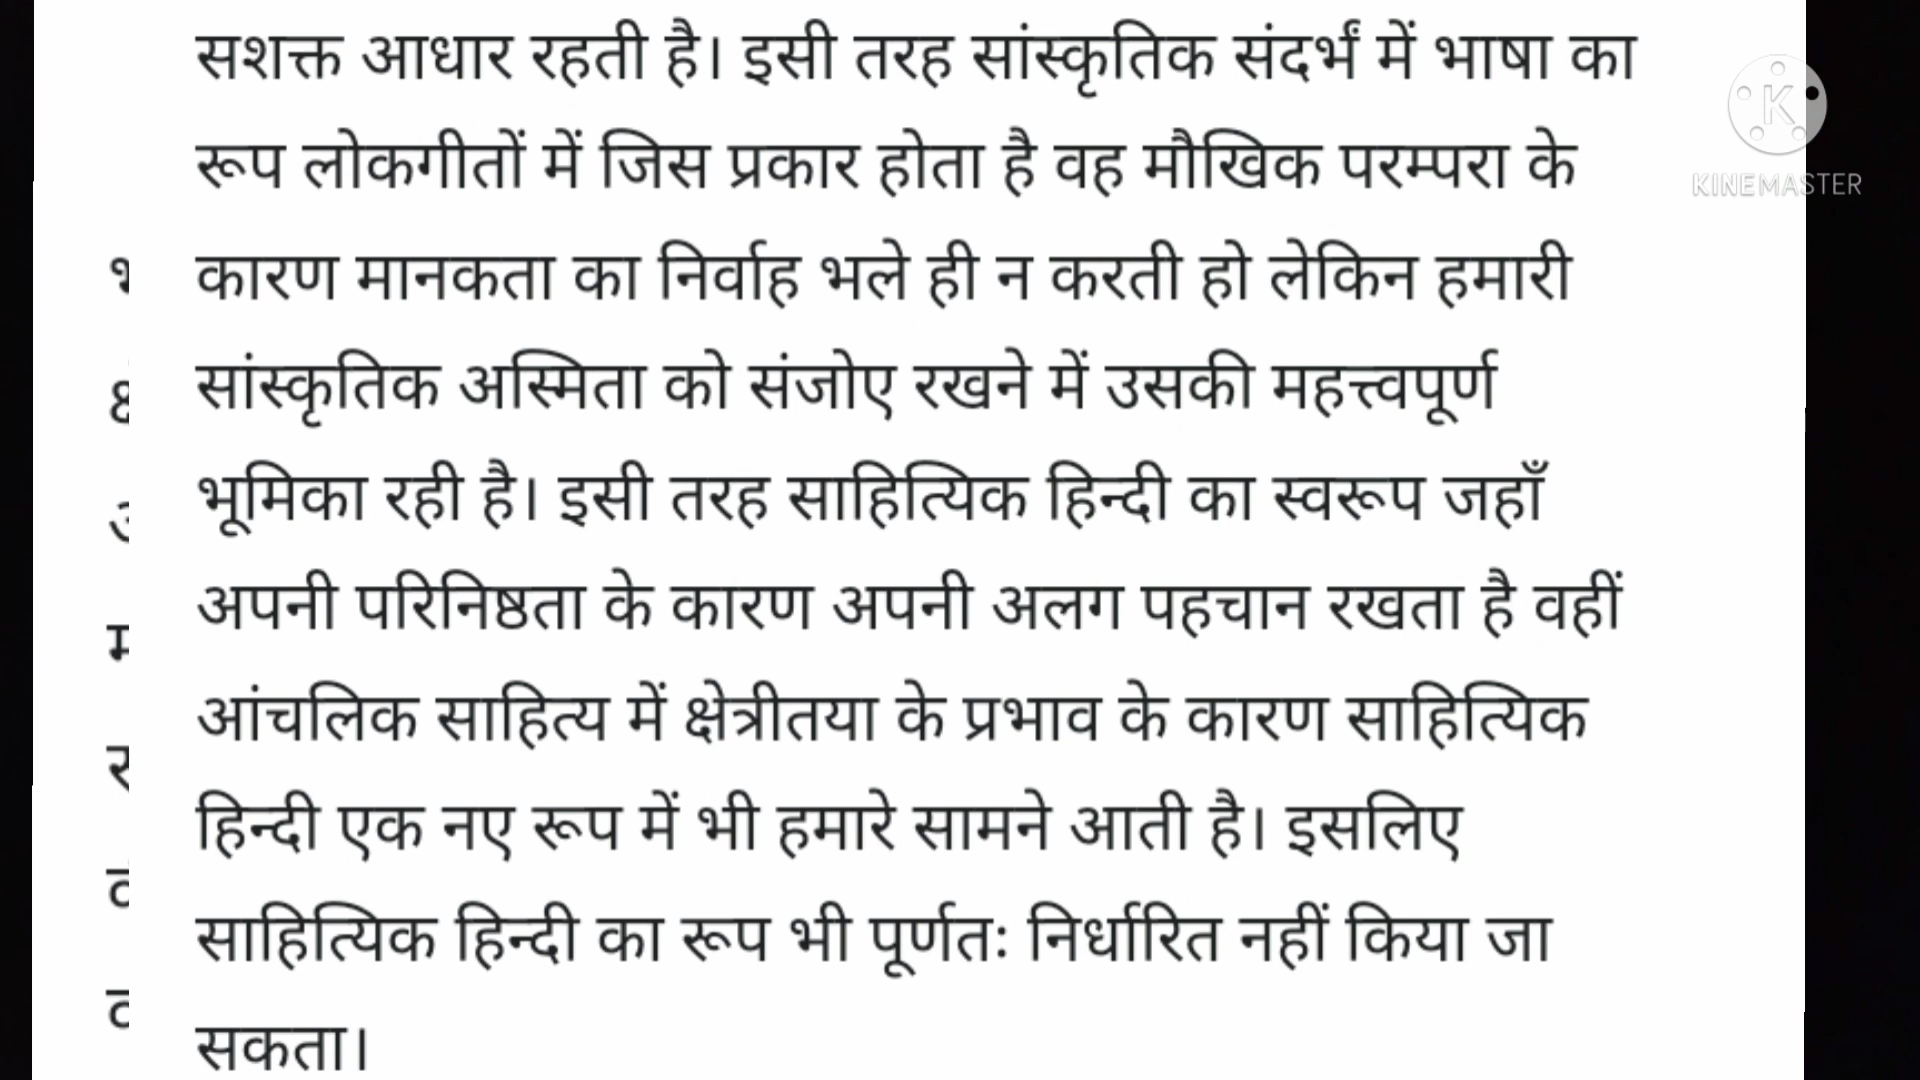 सशक्त आधार रहती है। इसी तरह सांस्कृतिक संदर्भं में भाषा का
रूप लोकगीतों में जिस प्रकार होता है वह मौखिक परम्परा के
कारण मानकता का निर्वाह भले ही न करती हो लेकिन हमारी
सांस्कृतिक अस्मिता को संजोए रखने में उसकी महत्त्वपूर्ण
भूमिका रही है। इसी तरह साहित्यिक हिन्दी का स्वरूप जहाँ
अपनी परिनिष्ठता के कारण अपनी अलग पहचान रखता है वहीं
आंचलिक साहित्य में क्षेत्रीतया के प्रभाव के कारण साहित्यिक
हिन्दी एक नए रूप में भी हमारे सामने आती है। इसलिए
साहित्यिक हिन्दी का रूप भी पूर्णतः निर्धारित नहीं किया जा
सकता।
K
KINEMASTER